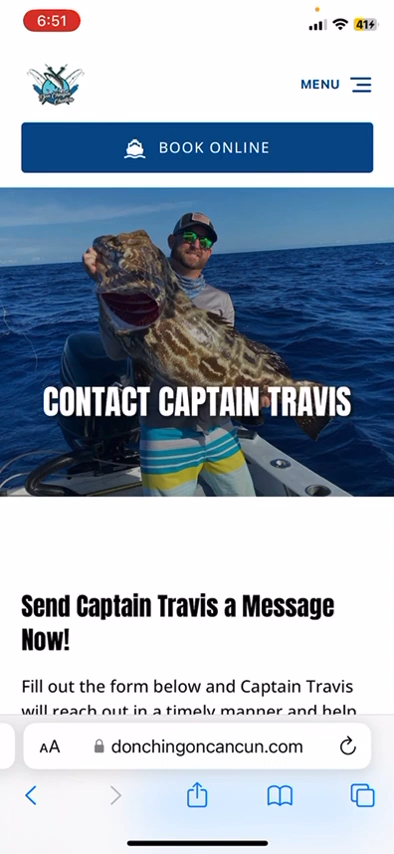 6:51
41
MENU
BOOK ONLINE
CONTACT CAPTAIN TRAVIS
Send Captain Travis a Message
Now!
Fill out the form below and Captain Travis
will reach out in a timely manner and help
AA donchingoncancun.com